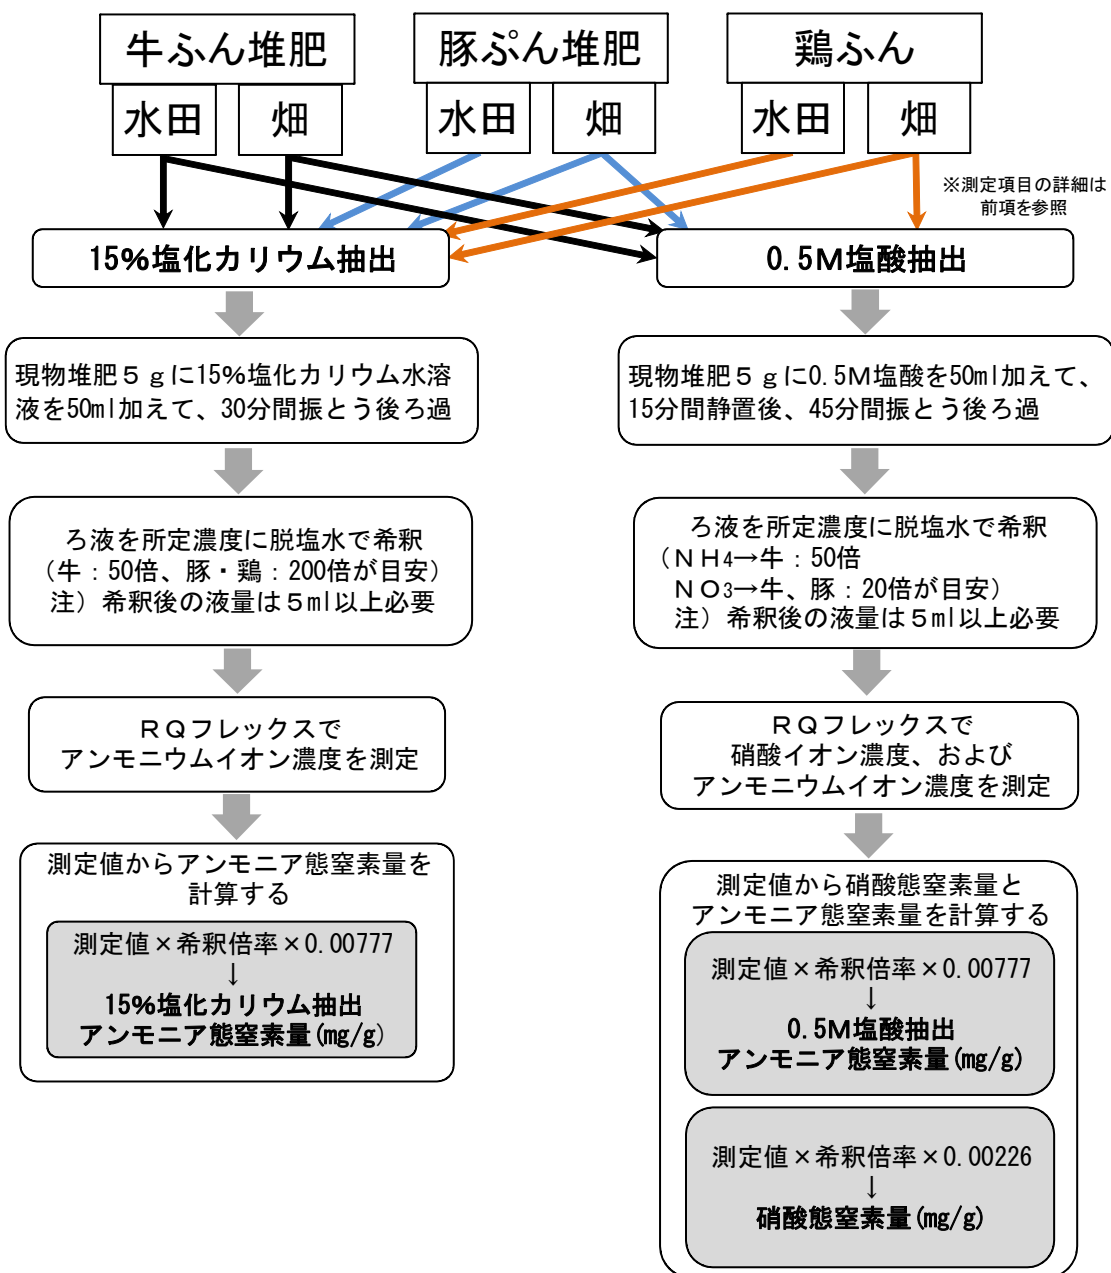 牛ふん堆肥
豚ぷん堆肥
鶏ふん
水田
畑
水田
畑
水田
畑
※測定項目の詳細は
前項を参照
15%塩化カリウム抽出
0.5M塩酸抽出
現物堆肥５ｇに15%塩化カリウム水溶
液を50ml加えて、30分間振とう後ろ過
現物堆肥５ｇに0.5M塩酸を50ml加えて、
15分間静置後、45分間振とう後ろ過
ろ液を所定濃度に脱塩水で希釈
（牛：50倍、豚・鶏：200倍が目安）
注）希釈後の液量は５ml以上必要
ろ液を所定濃度に脱塩水で希釈
（ＮＨ4→牛：50倍
ＮＯ3→牛、豚：20倍が目安）
注）希釈後の液量は５ml以上必要
ＲＱフレックスで
アンモニウムイオン濃度を測定
ＲＱフレックスで
硝酸イオン濃度、および
アンモニウムイオン濃度を測定
測定値からアンモニア態窒素量を
計算する
測定値×希釈倍率×0.00777
↓
15%塩化カリウム抽出
アンモニア態窒素量(mg/g)
測定値から硝酸態窒素量と
アンモニア態窒素量を計算する
測定値×希釈倍率×0.00777
↓
0.5M塩酸抽出
アンモニア態窒素量(mg/g)
測定値×希釈倍率×0.00226
↓
硝酸態窒素量(mg/g)